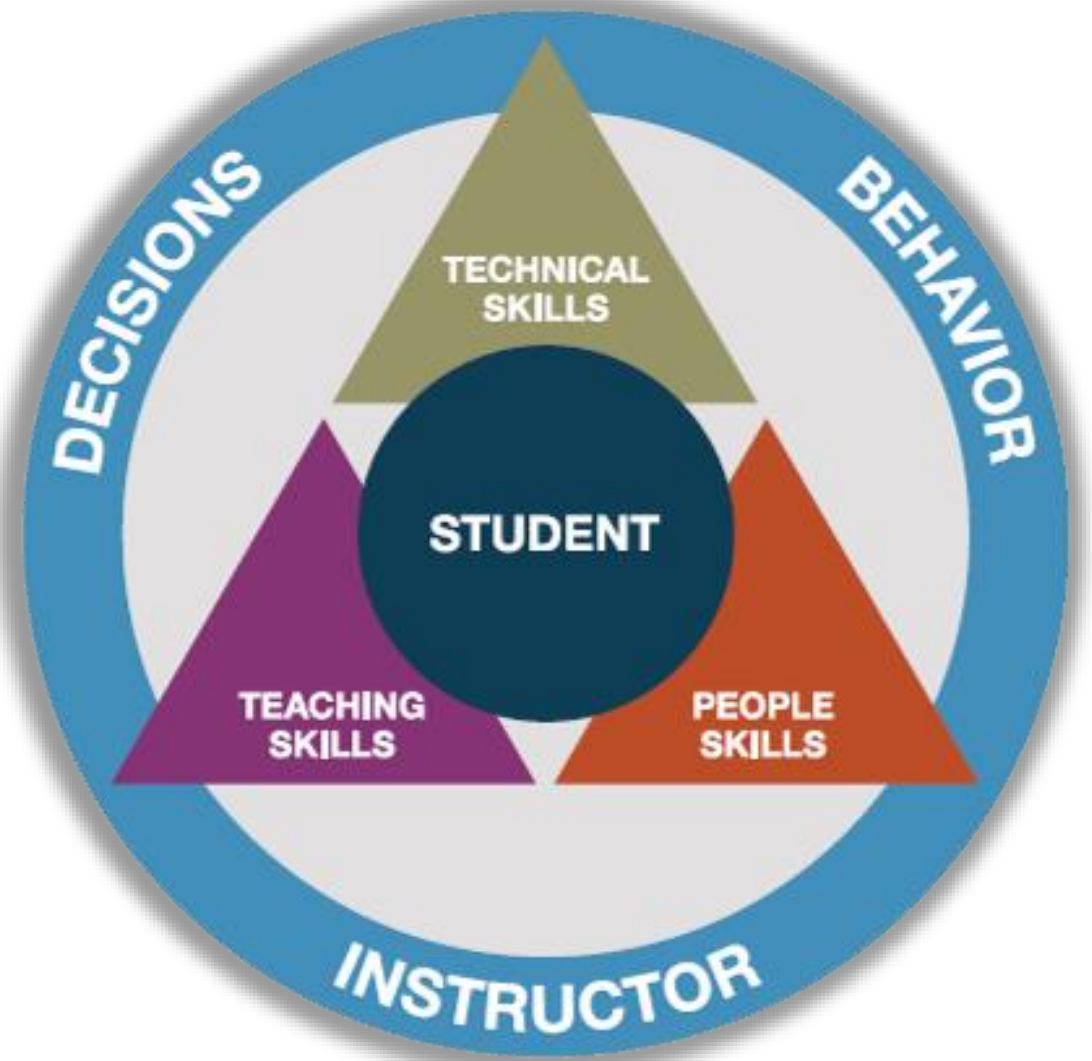 DECISIONS
BEHAVIOR
TECHNICAL
SKILLS
STUDENT
TEACHING
SKILLS
PEOPLE
SKILLS
INSTRUCTOR